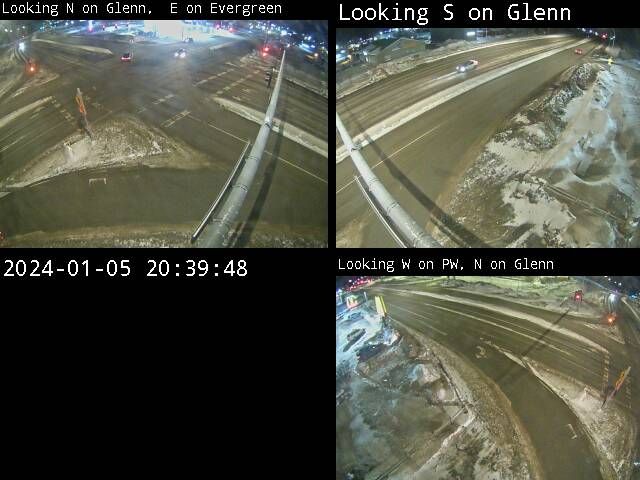 Looking N on Glenn,  E on Evergreen
Looking S on Glenn
2024-01-05 20:39:48
Looking W on PW, N on Glenn